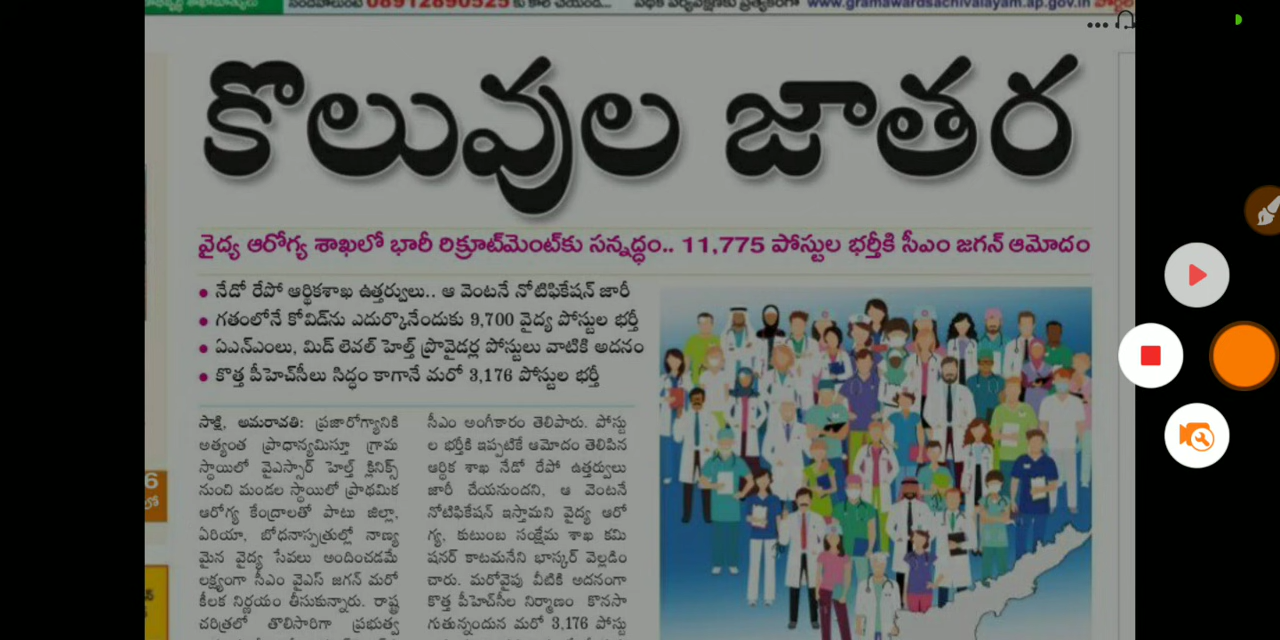 08912890525 కు కాల్ చేయండి...
www.gramawardsachivalayam.ap.gov.in
కొలువుల జాతర
వైద్య ఆరోగ్య శాఖలో భారీ రిక్రూట్‌మెంట్‌కు సన్నద్ధం.. 11,775 పోస్టుల భర్తీకి సీఎం జగన్ ఆమోదం
● నేడో రేపో ఆర్థికశాఖ ఉత్తర్వులు.. ఆ వెంటనే నోటిఫికేషన్ జారీ
● గతంలోనే కోవిడ్‌ను ఎదుర్కొనేందుకు 9,700 వైద్య పోస్టుల భర్తీ
● ఏఎన్ఎంలు, మిడ్ లెవల్ హెల్త్ ప్రొవైడర్ల పోస్టులు వాటికి అదనం
● కొత్త పీహెచ్‌సీలు సిద్ధం కాగానే మరో 3,176 పోస్టుల భర్తీ
సాక్షి, అమరావతి: ప్రజారోగ్యానికి
అత్యంత ప్రాధాన్యమిస్తూ గ్రామ
స్థాయిలో వైఎస్సార్ హెల్త్ క్లినిక్స్
నుంచి మండల స్థాయిలో ప్రాథమిక
ఆరోగ్య కేంద్రాలతో పాటు జిల్లా,
ఏరియా, బోధనాస్పత్రుల్లో నాణ్య
మైన వైద్య సేవలు అందించడమే
లక్ష్యంగా సీఎం వైఎస్ జగన్ మరో
కీలక నిర్ణయం తీసుకున్నారు. రాష్ట్ర
చరిత్రలో తొలిసారిగా ప్రభుత్వ
సీఎం అంగీకారం తెలిపారు. పోస్టు
ల భర్తీకి ఇప్పటికే ఆమోదం తెలిపిన
ఆర్థిక శాఖ నేడో రేపో ఉత్తర్వులు
జారీ చేయనుందని, ఆ వెంటనే
నోటిఫికేషన్ ఇస్తామని వైద్య ఆరో
గ్య, కుటుంబ సంక్షేమ శాఖ కమి
షనర్ కాటమనేని భాస్కర్ వెల్లడిం
చారు. మరోవైపు వీటికి అదనంగా
కొత్త పీహెచ్‌సీల నిర్మాణం కొనసా
గుతున్నందున మరో 3,176 పోస్టు
6
లో